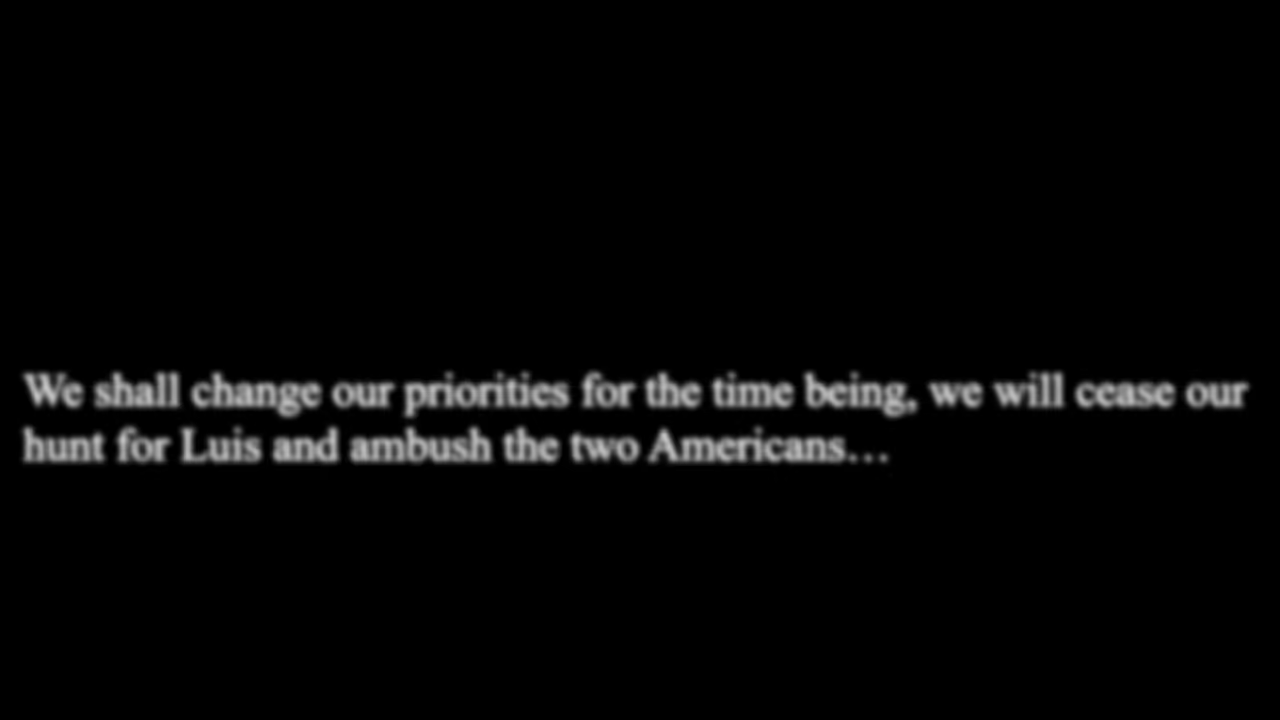 We shall change our priorities for the time being, we will cease our
hunt for Luis and ambush the two Americans…